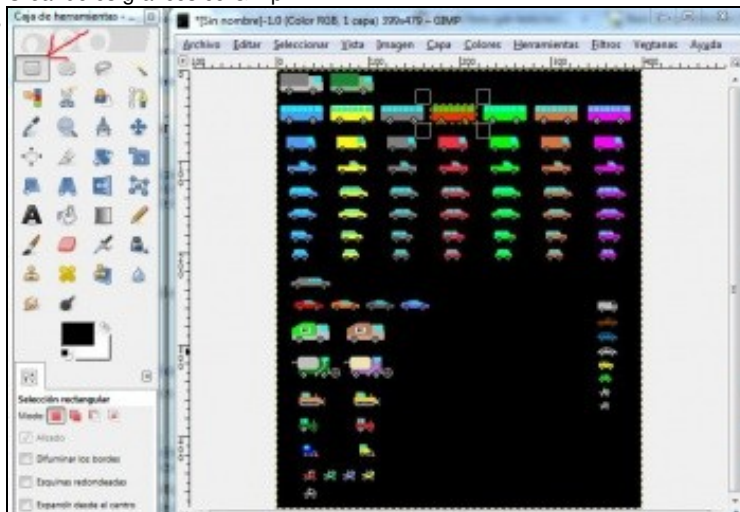 Caja de herramientas - ...
*[Sin nombre]-1.0 (Color RGB, 1 capa) 399x479 – GIMP
Archivo Editar Seleccionar Vista Imagen Capa Colores Herramientas Filtros Ventanas Ayuda
Selección rectangular
Modo:
Alisado
Difuminar los bordes
Esquinas redondeadas
Expandir desde el centro